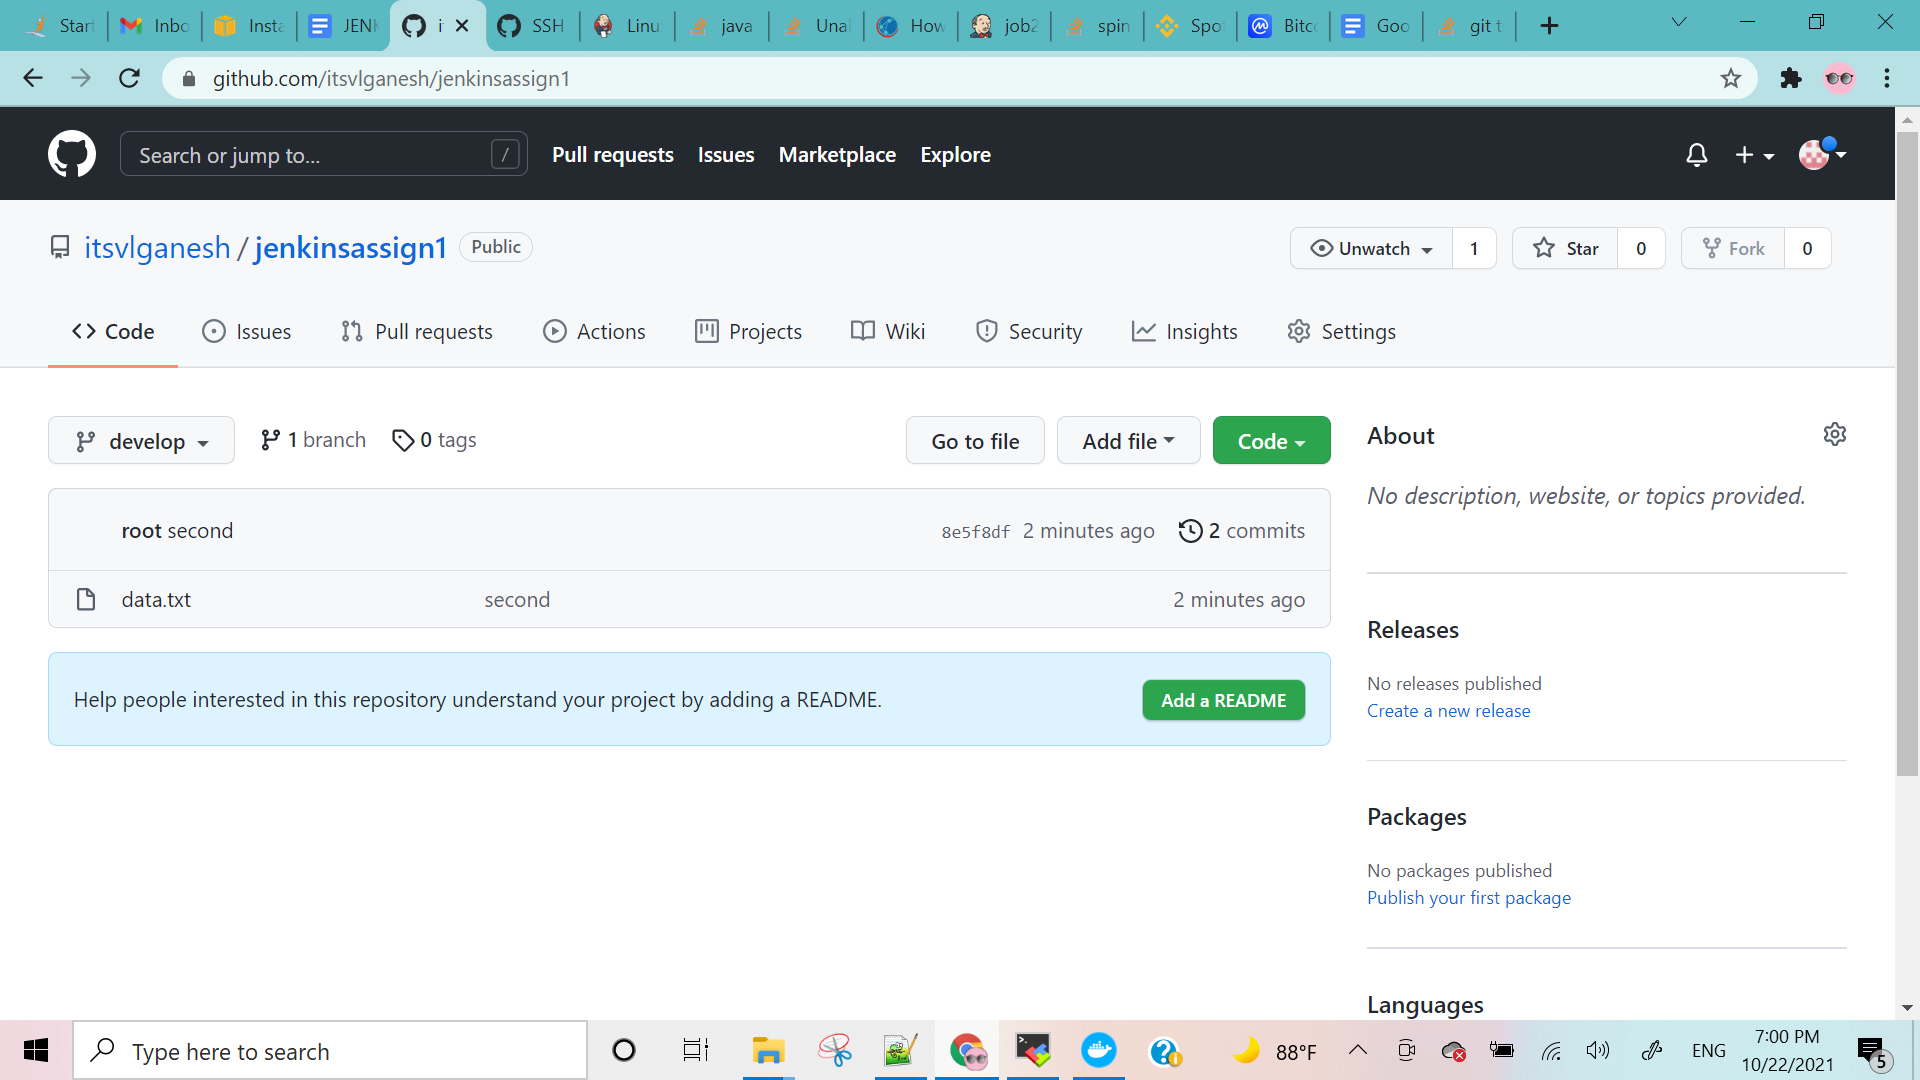 Start
Inbo
Insta
JENK
SSH
Linu
java
Unal
How
job2
spin
Spot
Bitco
Goo
git t
github.com/itsvlganesh/jenkinsassign1
Search or jump to... /
Pull requests Issues Marketplace Explore
itsvlganesh / jenkinsassign1 Public
Unwatch 1 Star 0 Fork 0
Code Issues Pull requests Actions Projects Wiki Security Insights Settings
develop 1 branch 0 tags
Go to file Add file Code
root second 8e5f8df 2 minutes ago 2 commits
data.txt second 2 minutes ago
Help people interested in this repository understand your project by adding a README. Add a README
About
No description, website, or topics provided.
Releases
No releases published
Create a new release
Packages
No packages published
Publish your first package
Languages
Type here to search
88°F
ENG
7:00 PM
10/22/2021
5